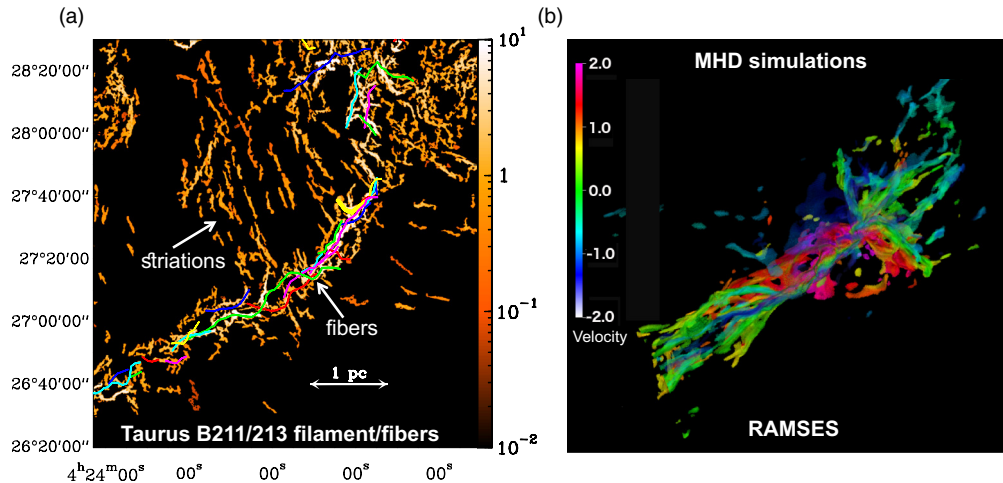 (a)
28°20′00″
28°00′00″
27°40′00″
27°20′00″
27°00′00″
26°40′00″
26°20′00″
4ʰ24ᵐ00ˢ 00ˢ 00ˢ 00ˢ 00ˢ
striations
fibers
1 pc
Taurus B211/213 filament/fibers
10¹
1
10⁻¹
10⁻²
(b)
MHD simulations
2.0
1.0
0.0
-1.0
-2.0
Velocity
RAMSES